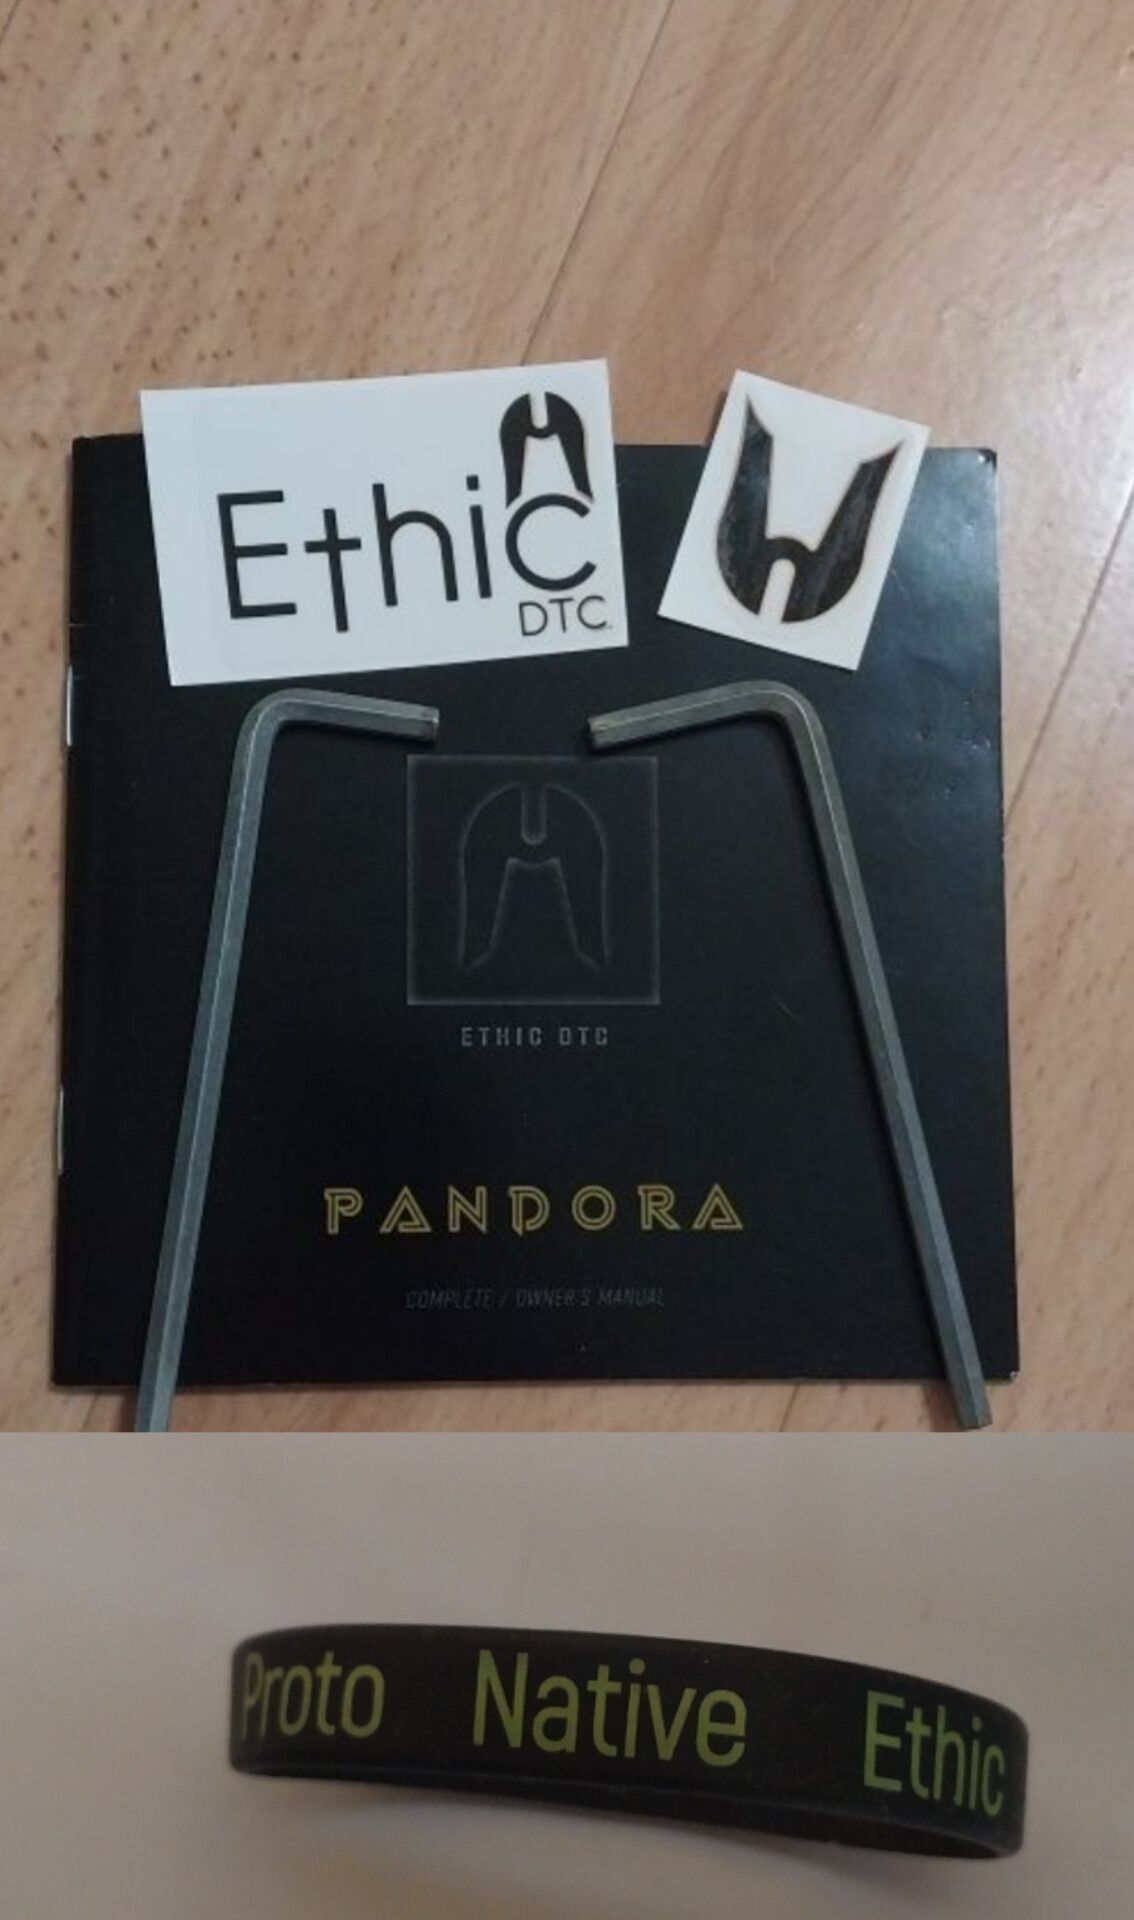 Ethic
DTC.
ETHIC DTC
PANDORA
COMPLETE / OWNER'S MANUAL
Proto Native Ethic